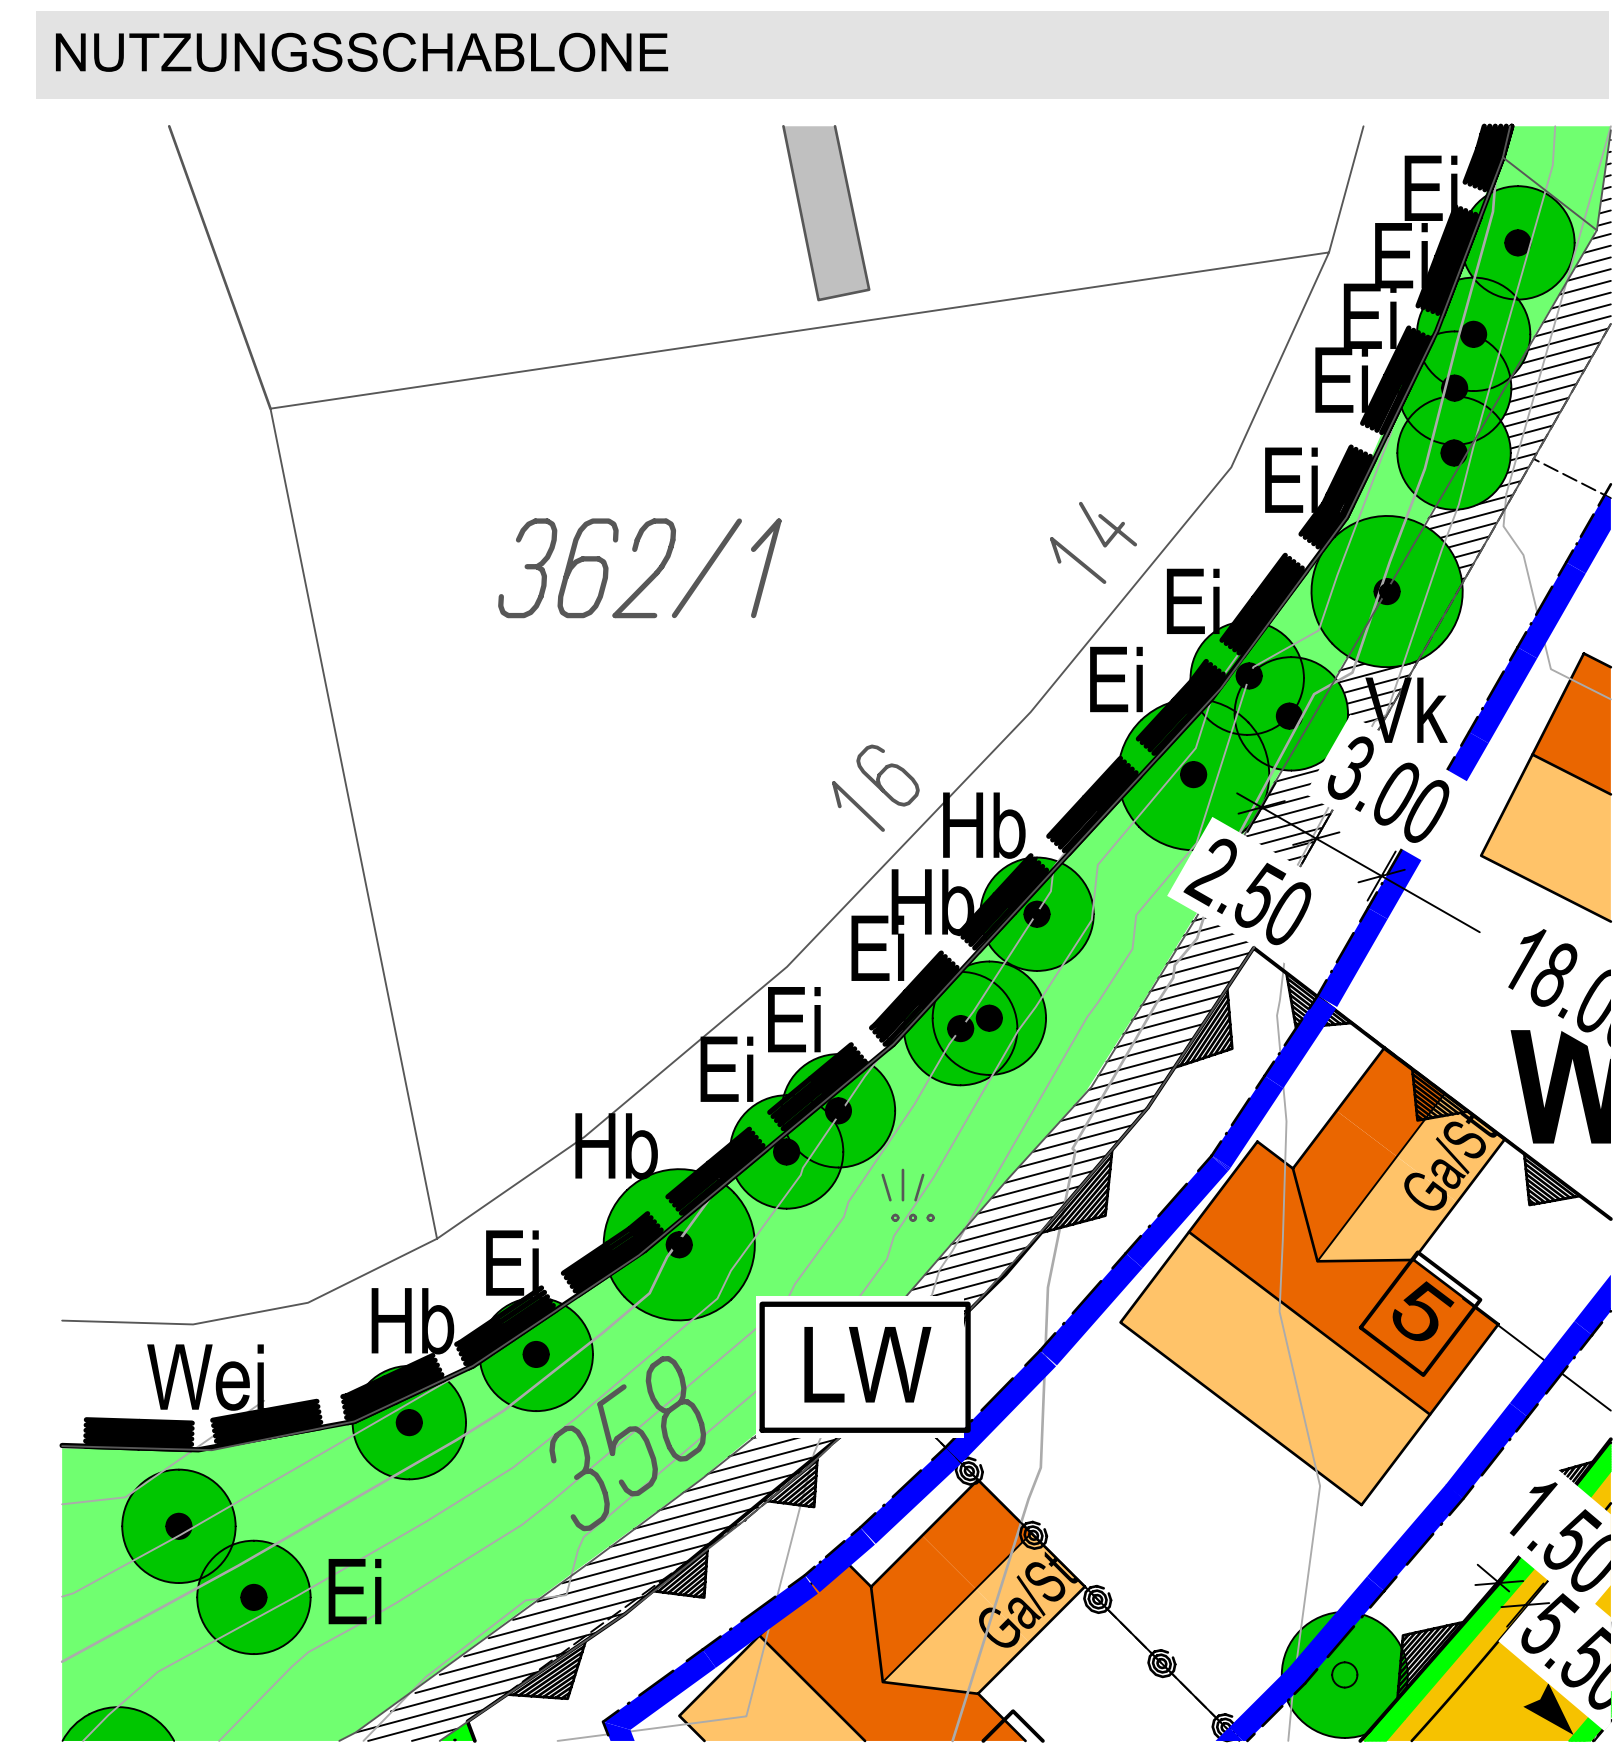 NUTZUNGSSCHABLONE
Ei
Ei
Ei
Ei
Ei
362/1
14
Ei
Ei
Vk
3.00
16
Hb
2.50
Hb
Ei
18.0
Ei
W
Ei
Hb
Ga/St
Ei
5
Hb
LW
Wei
358
1.50
Ei
Ga/St
5.50